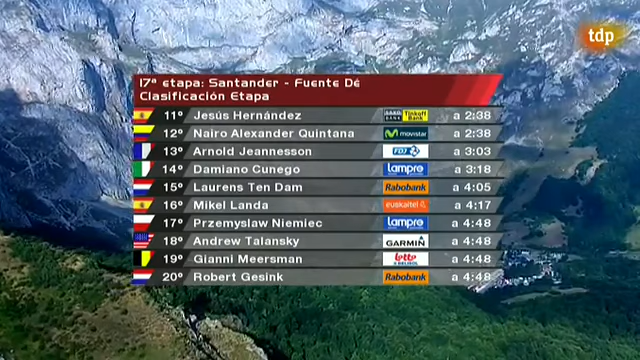 tdp
17ª etapa: Santander - Fuente Dé
Clasificación Etapa
11º Jesús Hernández Tinkoff Bank a 2:38
12º Nairo Alexander Quintana movistar a 2:38
13º Arnold Jeannesson FDJ a 3:03
14º Damiano Cunego lampre a 3:18
15º Laurens Ten Dam Rabobank a 4:05
16º Mikel Landa euskaltel a 4:17
17º Przemyslaw Niemiec lampre a 4:48
18º Andrew Talansky GARMIN a 4:48
19º Gianni Meersman lotto BELISOL a 4:48
20º Robert Gesink Rabobank a 4:48